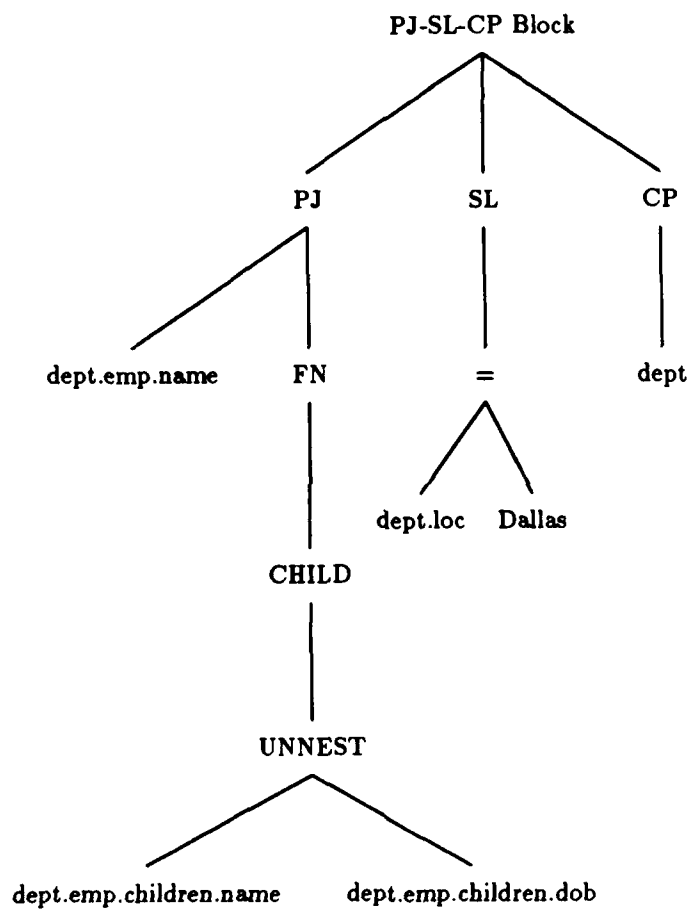 PJ-SL-CP Block
PJ SL CP
dept.emp.name FN = dept
dept.loc Dallas
CHILD
UNNEST
dept.emp.children.name dept.emp.children.dob